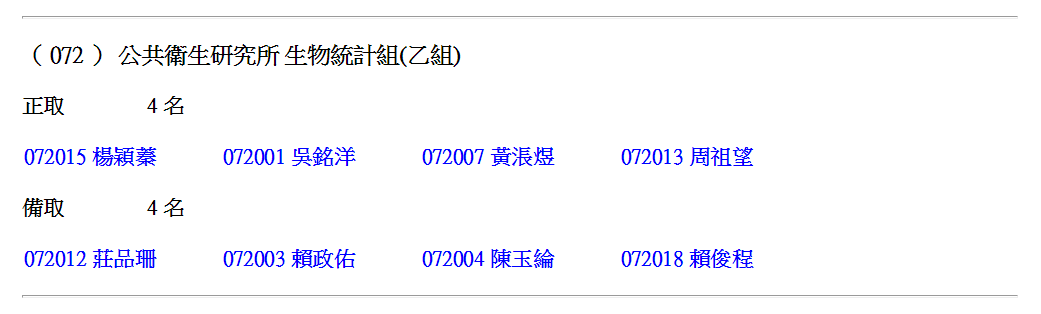 （ 072 ） 公共衛生研究所 生物統計組(乙組)
正取 4 名
072015 楊穎蓁 072001 吳銘洋 072007 黃漲煜 072013 周祖望
備取 4 名
072012 莊品珊 072003 賴政佑 072004 陳玉綸 072018 賴俊程